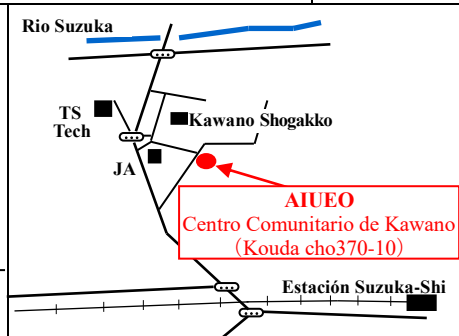 Rio Suzuka
TS
Tech
Kawano Shogakko
JA
AIUEO
Centro Comunitario de Kawano
（Kouda cho370-10）
Estación Suzuka-Shi